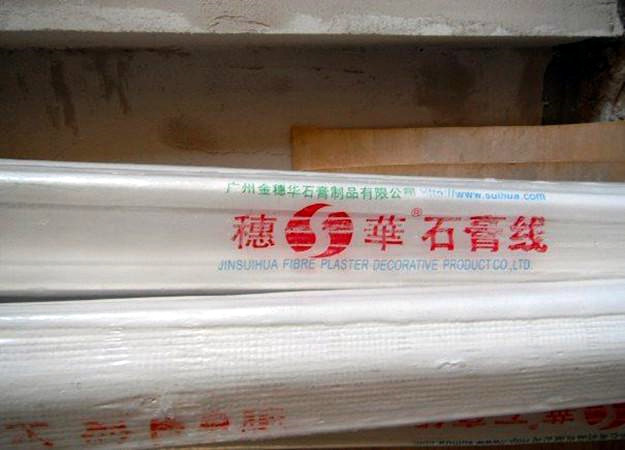 广州金穗华石膏制品有限公司 http://www.suihua.com
穗 華® 石膏线
JINSUIHUA FIBRE PLASTER DECORATIVE PRODUCT CO.,LTD.
華